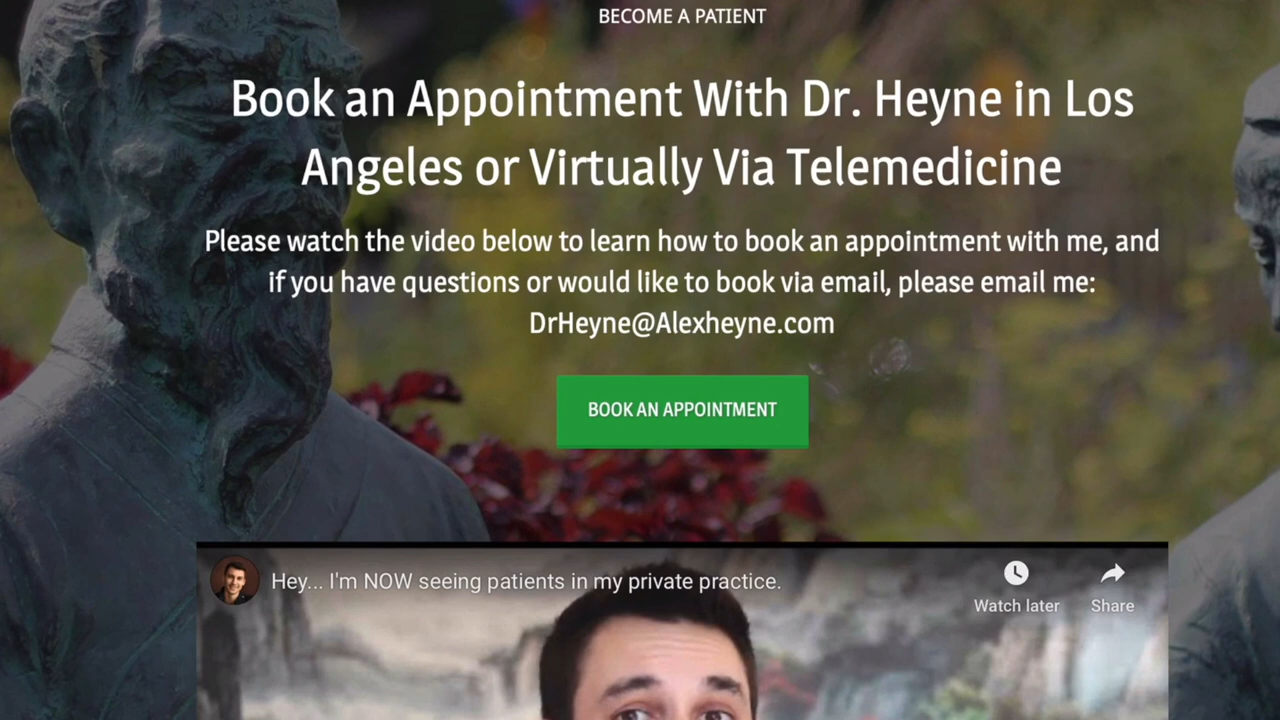 BECOME A PATIENT
Book an Appointment With Dr. Heyne in Los
Angeles or Virtually Via Telemedicine
Please watch the video below to learn how to book an appointment with me, and
if you have questions or would like to book via email, please email me:
DrHeyne@Alexheyne.com
BOOK AN APPOINTMENT
Hey... I'm NOW seeing patients in my private practice.
Watch later
Share